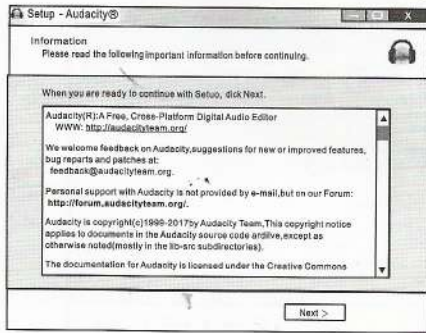 Setup - Audacity®
X
Information
Please read the following important information before continuing.
When you are ready to continue with Setuo, dick Next.
Audacity(R):A Free, Cross-Platform Digital Audio Editor
WWW: http://audacityteam.org/
We welcome feedback on Audacity,suggestions for new or improved features,
bug reports and patches at:
feedback@audacityteam.org.
Personal support with Audacity is not provided by e-mail,but on our Forum:
http://forum,audacityteam.org/.
Audacity is copyright(c)1999-2017by Audacity Team,This copyright notice
applies to documents in the Audacity source code ardilve,except as
otherwise noted(mostly in the lib-src subdirectories).
The documentation for Audacity is licensed under the Creative Commons
Next >